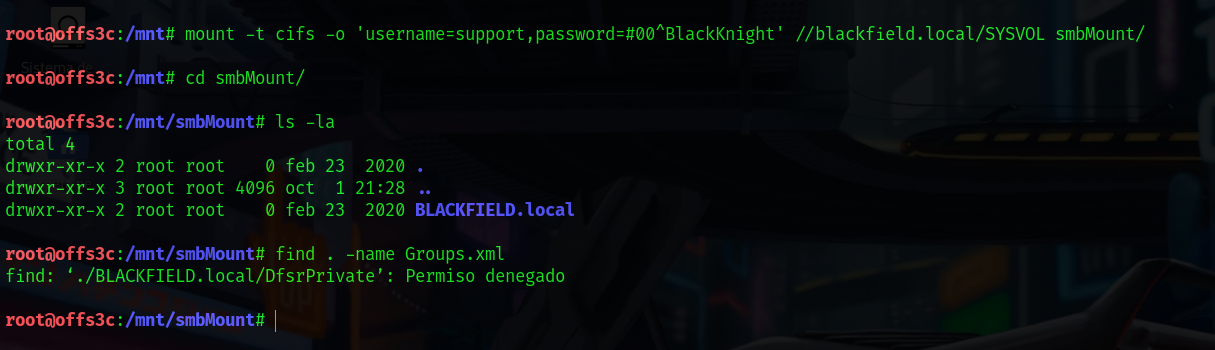 root@offs3c:/mnt# mount -t cifs -o 'username=support,password=#00^BlackKnight' //blackfield.local/SYSVOL smbMount/
root@offs3c:/mnt# cd smbMount/
root@offs3c:/mnt/smbMount# ls -la
total 4
drwxr-xr-x 2 root root    0 feb 23  2020 .
drwxr-xr-x 3 root root 4096 oct  1 21:28 ..
drwxr-xr-x 2 root root    0 feb 23  2020 BLACKFIELD.local
root@offs3c:/mnt/smbMount# find . -name Groups.xml
find: ‘./BLACKFIELD.local/DfsrPrivate’: Permiso denegado
root@offs3c:/mnt/smbMount#